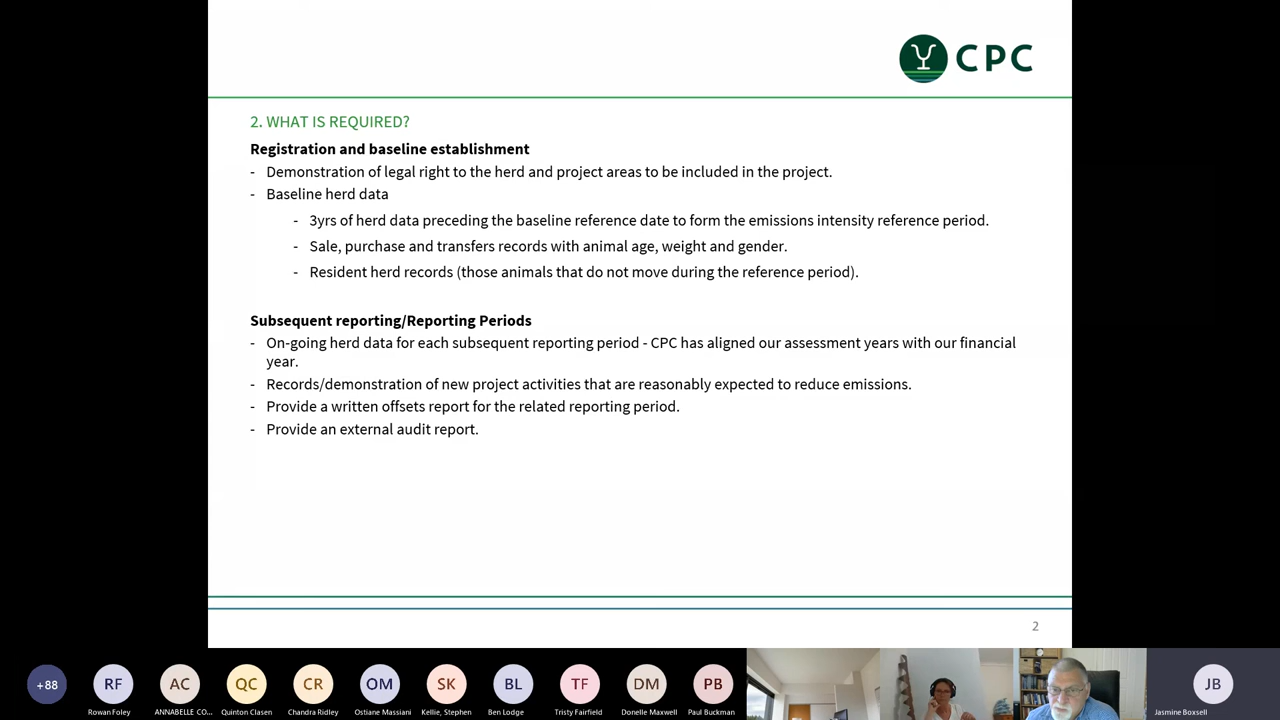 CPC
2. WHAT IS REQUIRED?
Registration and baseline establishment
- Demonstration of legal right to the herd and project areas to be included in the project.
- Baseline herd data
- 3yrs of herd data preceding the baseline reference date to form the emissions intensity reference period.
- Sale, purchase and transfers records with animal age, weight and gender.
- Resident herd records (those animals that do not move during the reference period).
Subsequent reporting/Reporting Periods
- On-going herd data for each subsequent reporting period - CPC has aligned our assessment years with our financial
year.
- Records/demonstration of new project activities that are reasonably expected to reduce emissions.
- Provide a written offsets report for the related reporting period.
- Provide an external audit report.
2
+88 RF AC QC CR OM SK BL TF DM PB JB
Rowan Foley ANNABELLE CO... Quinton Clasen Chandra Ridley Ostiane Massiani Kellie, Stephen Ben Lodge Tristy Fairfield Donelle Maxwell Paul Buckman Jasmine Boxsell